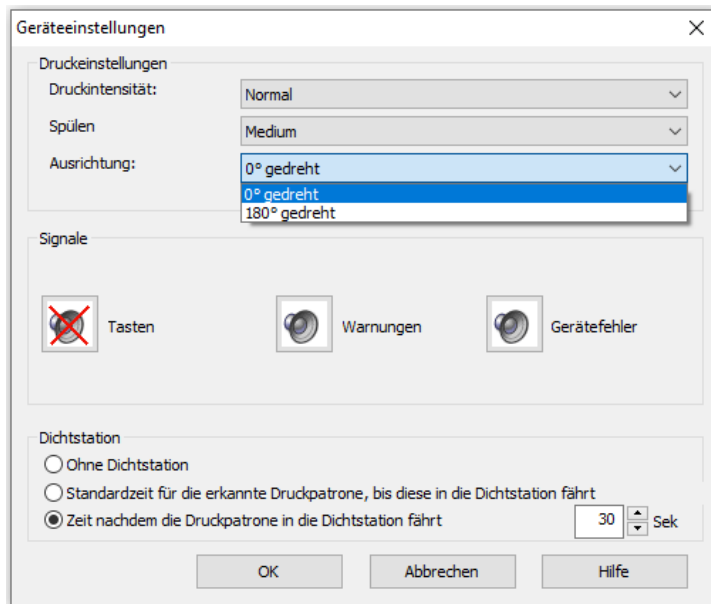 Geräteeinstellungen
Druckeinstellungen
Druckintensität: Normal
Spülen Medium
Ausrichtung: 0° gedreht
0° gedreht
180° gedreht
Signale
Tasten Warnungen Gerätefehler
Dichtstation
Ohne Dichtstation
Standardzeit für die erkannte Druckpatrone, bis diese in die Dichtstation fährt
Zeit nachdem die Druckpatrone in die Dichtstation fährt 30 Sek
OK Abbrechen Hilfe